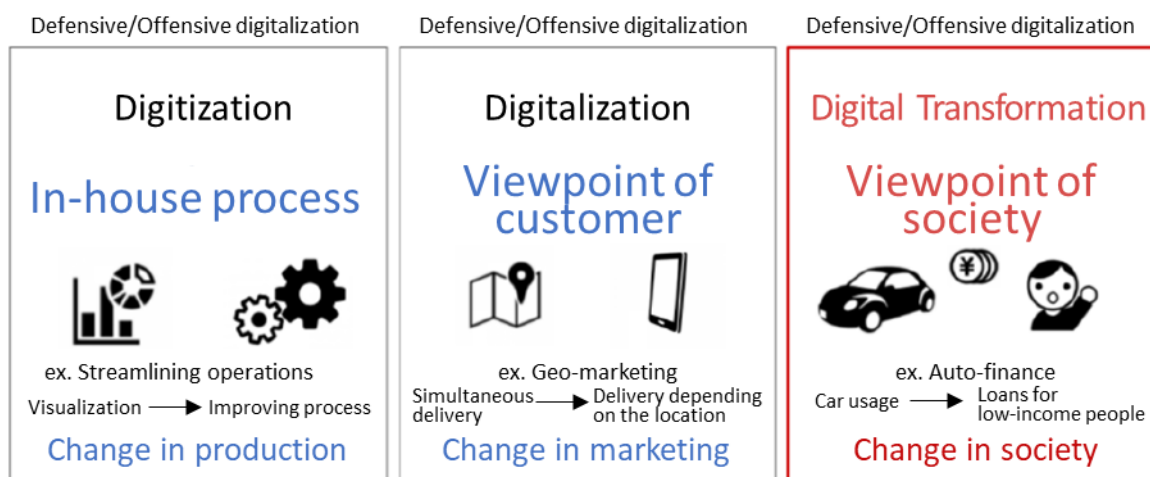 Defensive/Offensive digitalization
Digitization
In-house process
ex. Streamlining operations
Visualization
Improving process
Change in production
Defensive/Offensive digitalization
Digitalization
Viewpoint of
customer
ex. Geo-marketing
Simultaneous
delivery
Delivery depending
on the location
Change in marketing
Defensive/Offensive digitalization
Digital Transformation
Viewpoint of
society
¥
ex. Auto-finance
Car usage
Loans for
low-income people
Change in society